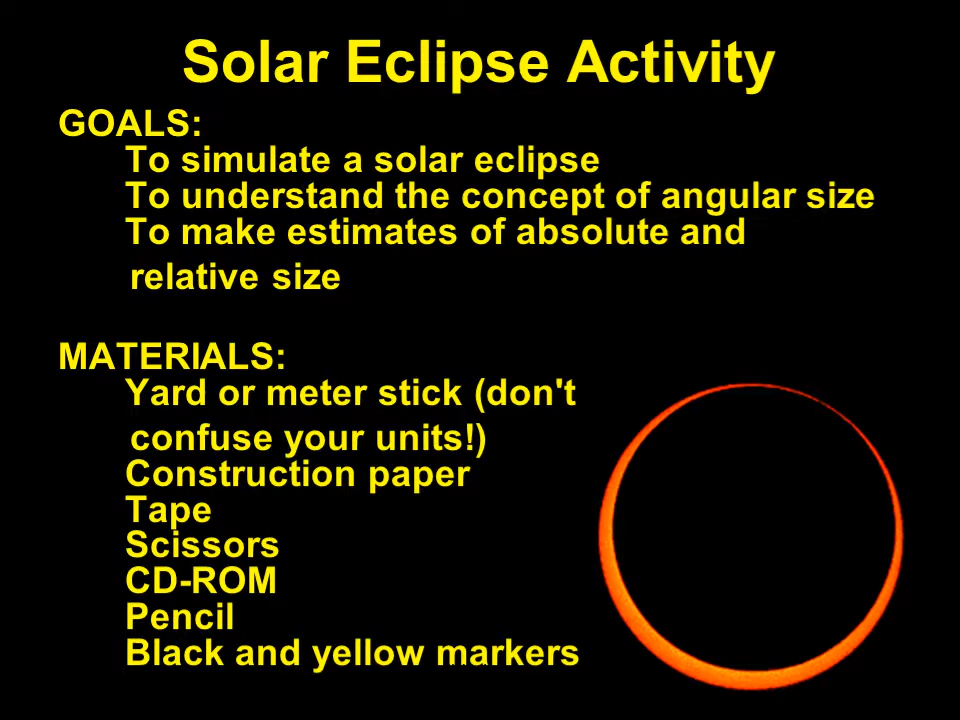 Solar Eclipse Activity
GOALS:
To simulate a solar eclipse
To understand the concept of angular size
To make estimates of absolute and
relative size
MATERIALS:
Yard or meter stick (don't
confuse your units!)
Construction paper
Tape
Scissors
CD-ROM
Pencil
Black and yellow markers